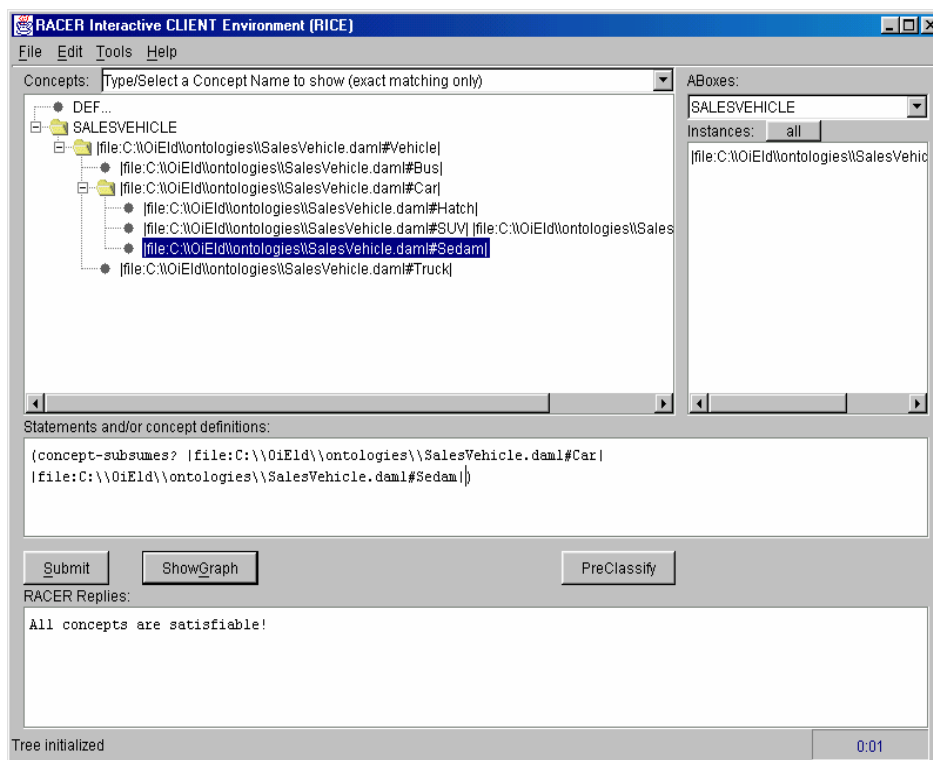 RACER Interactive CLIENT Environment (RICE)
File Edit Tools Help
Concepts: Type/Select a Concept Name to show (exact matching only)
DEF...
SALESVEHICLE
|file:C:\\OiEld\\ontologies\\SalesVehicle.daml#Vehicle|
|file:C:\\OiEld\\ontologies\\SalesVehicle.daml#Bus|
|file:C:\\OiEld\\ontologies\\SalesVehicle.daml#Car|
|file:C:\\OiEld\\ontologies\\SalesVehicle.daml#Hatch|
|file:C:\\OiEld\\ontologies\\SalesVehicle.daml#SUV| |file:C:\\OiEld\\ontologies\\Sales
|file:C:\\OiEld\\ontologies\\SalesVehicle.daml#Sedam|
|file:C:\\OiEld\\ontologies\\SalesVehicle.daml#Truck|
ABoxes:
SALESVEHICLE
Instances: all
|file:C:\\OiEld\\ontologies\\SalesVehic
Statements and/or concept definitions:
(concept-subsumes? |file:C:\\OiEld\\ontologies\\SalesVehicle.daml#Car|
|file:C:\\OiEld\\ontologies\\SalesVehicle.daml#Sedam|)
Submit ShowGraph PreClassify
RACER Replies:
All concepts are satisfiable!
Tree initialized 0:01